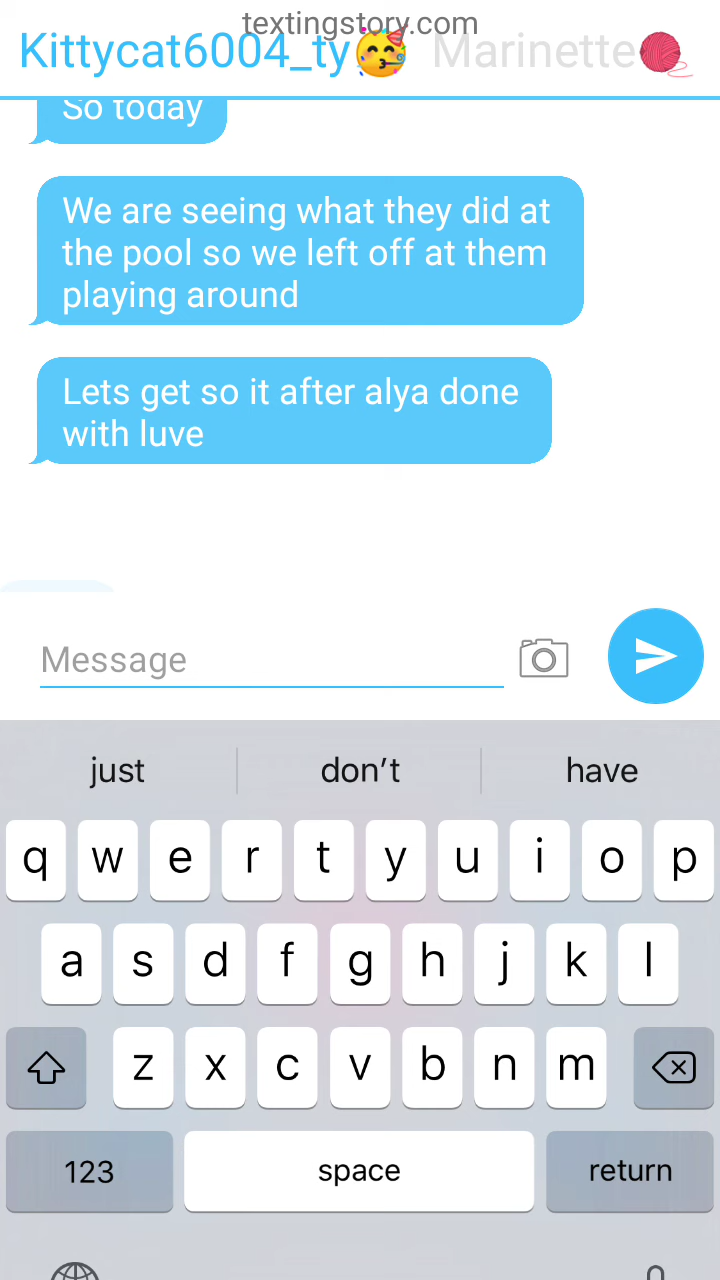 textingstory.com
Kittycat6004_ty🥳 Marinette🧶
So today
We are seeing what they did at
the pool so we left off at them
playing around
Lets get so it after alya done
with luve
Message
just don't have
q w e r t y u i o p
a s d f g h j k l
z x c v b n m
123 space return